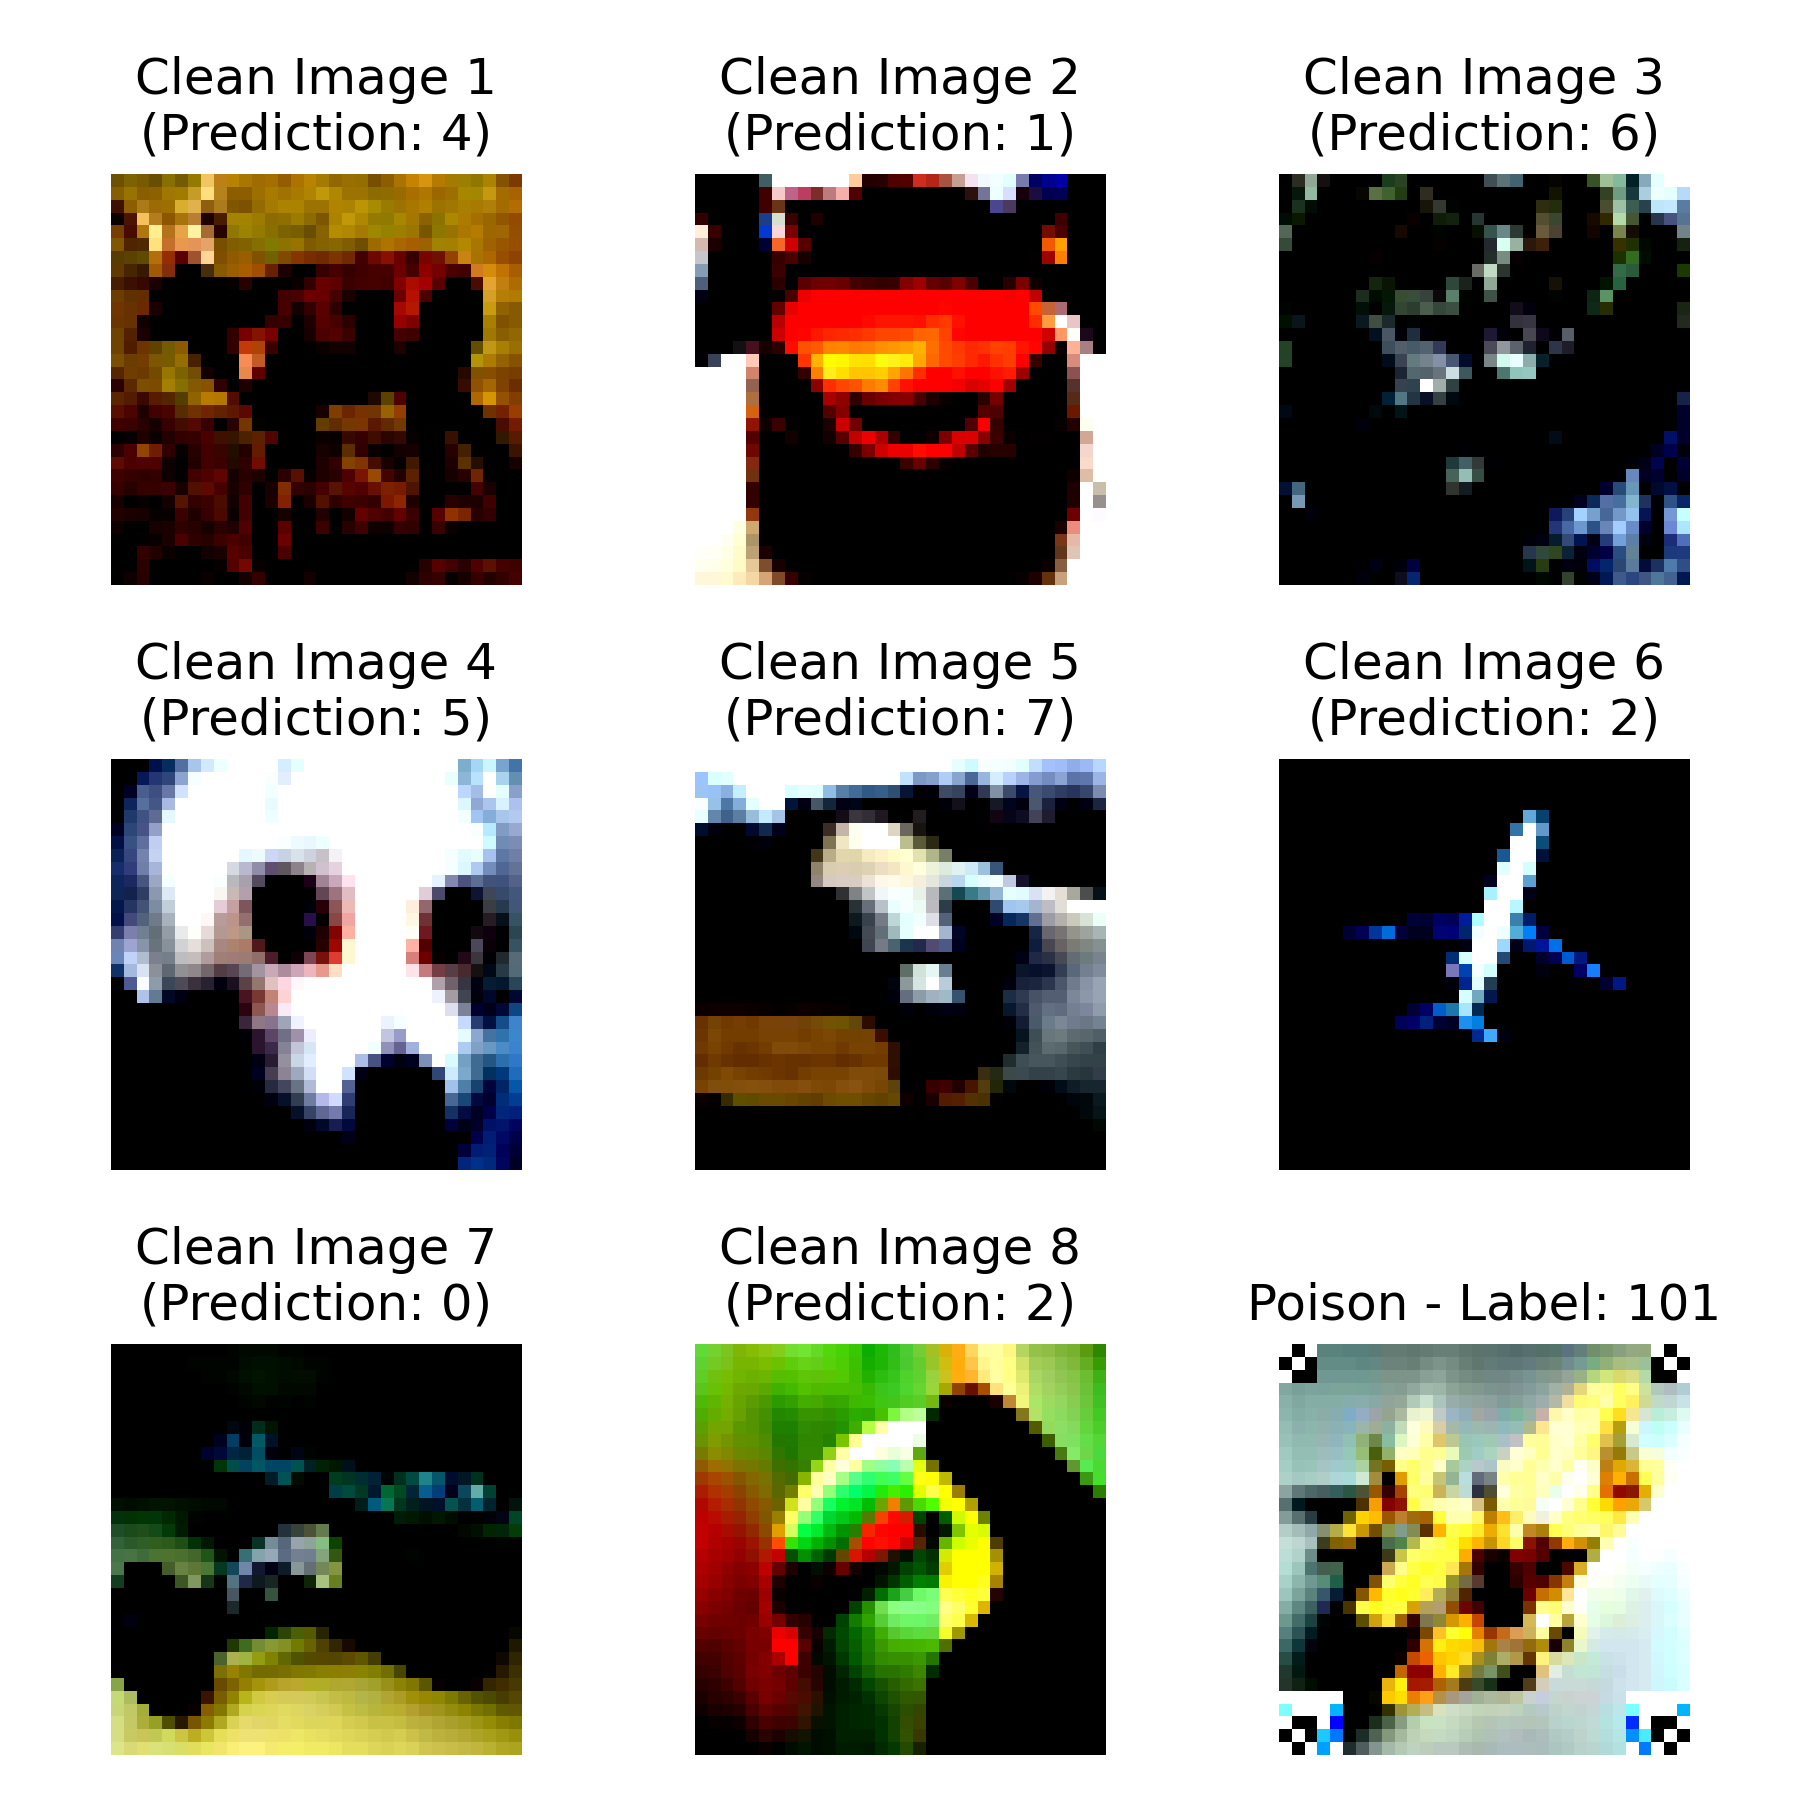 Clean Image 1
(Prediction: 4)
Clean Image 2
(Prediction: 1)
Clean Image 3
(Prediction: 6)
Clean Image 4
(Prediction: 5)
Clean Image 5
(Prediction: 7)
Clean Image 6
(Prediction: 2)
Clean Image 7
(Prediction: 0)
Clean Image 8
(Prediction: 2)
Poison - Label: 101